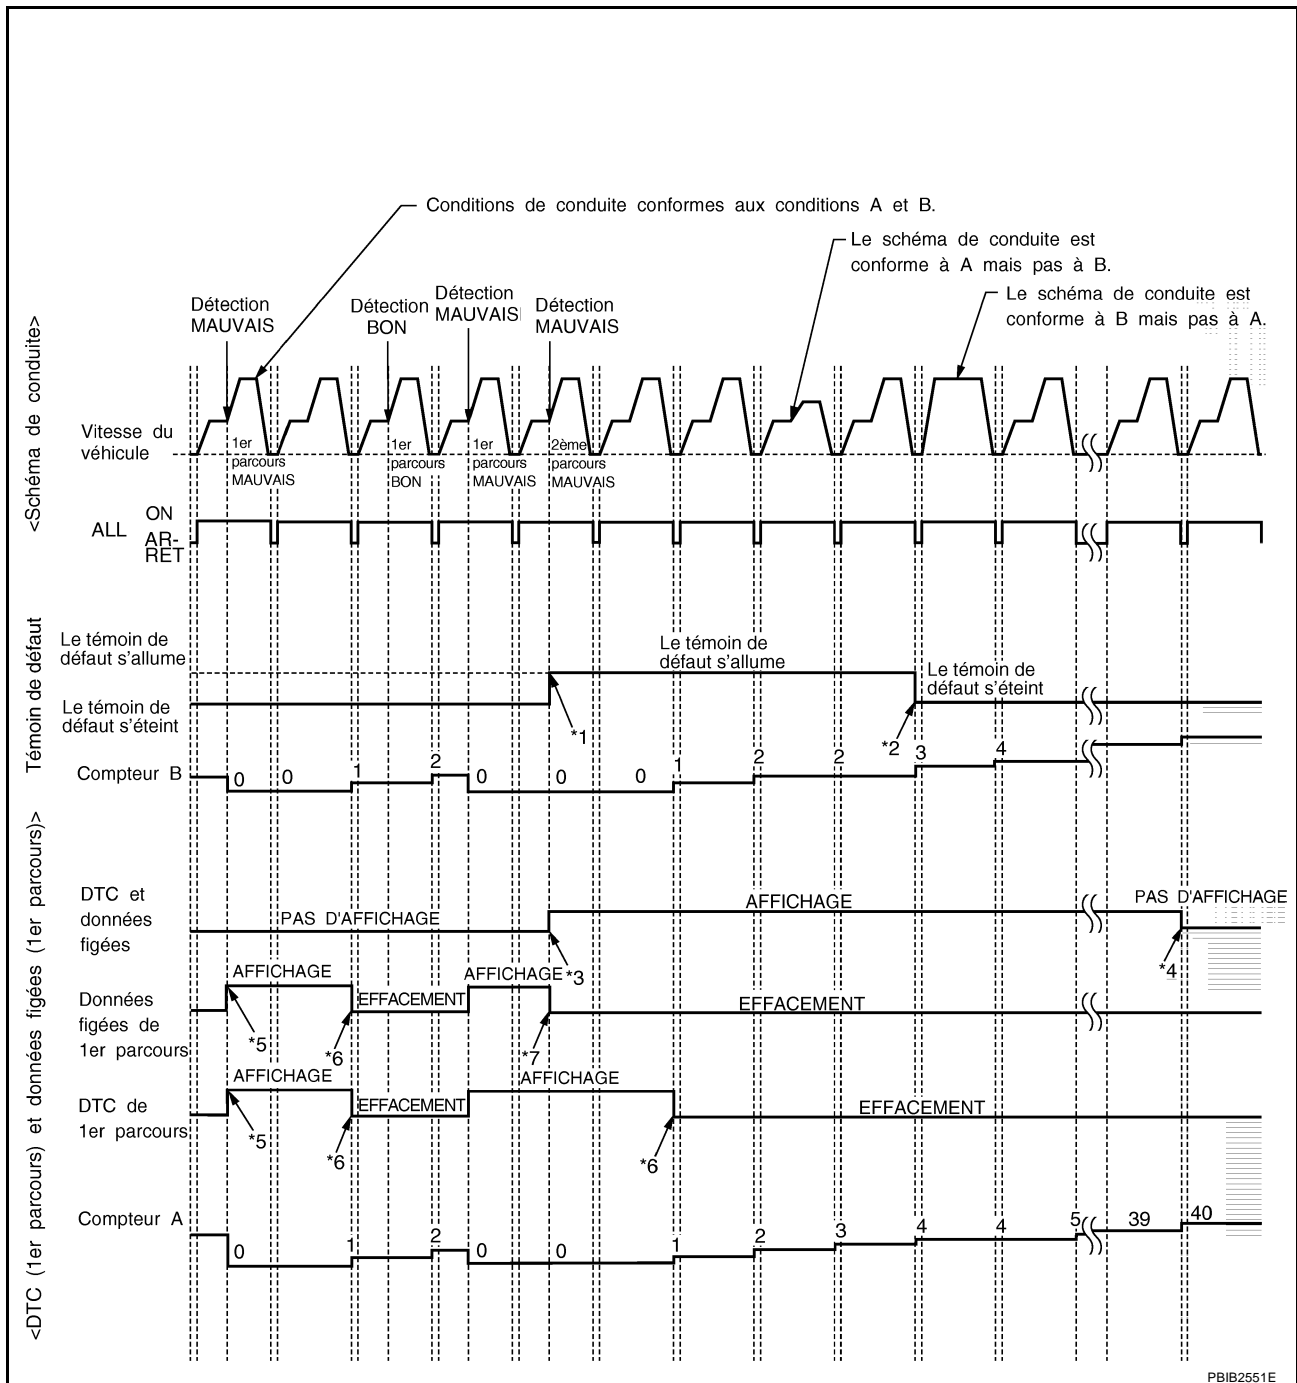 Conditions de conduite conformes aux conditions A et B.
Le schéma de conduite est
conforme à A mais pas à B.
Le schéma de conduite est
conforme à B mais pas à A.
Détection
MAUVAIS
Détection
BON
Détection
MAUVAIS
Détection
MAUVAIS
<Schéma de conduite>
Vitesse du
véhicule
1er
parcours
MAUVAIS
1er
parcours
BON
1er
parcours
MAUVAIS
2ème
parcours
MAUVAIS
ALL
ON
AR-
RET
Témoin de défaut
Le témoin de
défaut s'allume
Le témoin de
défaut s'éteint
Le témoin de
défaut s'allume
Le témoin de
défaut s'éteint
*1
*2
Compteur B
0 0 1 2 0 0 0 1 2 2 3 4
<DTC (1er parcours) et données figées (1er parcours)>
DTC et
données
figées
PAS D'AFFICHAGE
AFFICHAGE
PAS D'AFFICHAGE
*3
*4
Données
figées de
1er parcours
AFFICHAGE
EFFACEMENT
AFFICHAGE
EFFACEMENT
*5
*6
*7
DTC de
1er parcours
AFFICHAGE
EFFACEMENT
AFFICHAGE
EFFACEMENT
*5
*6
*6
Compteur A
0 1 2 0 0 1 2 3 4 4 5 39 40
PBIB2551E